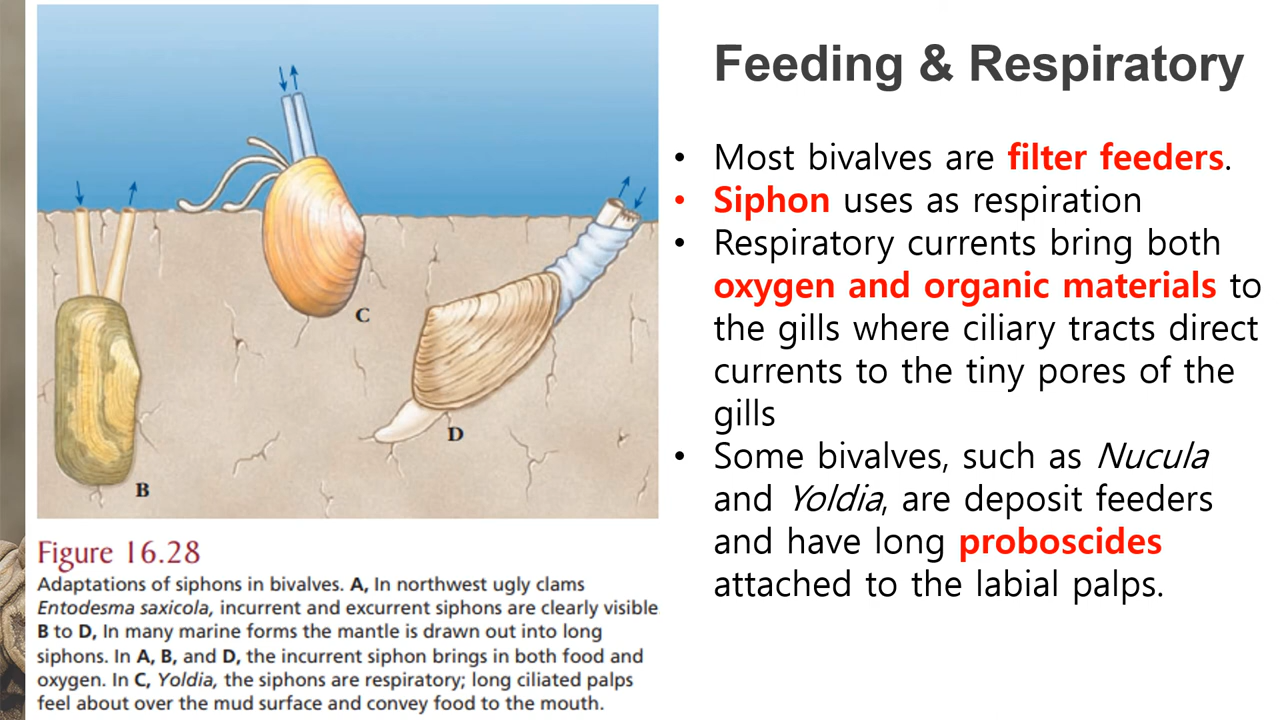 Feeding & Respiratory
• Most bivalves are filter feeders.
• Siphon uses as respiration
• Respiratory currents bring both
oxygen and organic materials to
the gills where ciliary tracts direct
currents to the tiny pores of the
gills
• Some bivalves, such as Nucula
and Yoldia, are deposit feeders
and have long proboscides
attached to the labial palps.
C
D
B
Figure 16.28
Adaptations of siphons in bivalves. A, In northwest ugly clams
Entodesma saxicola, incurrent and excurrent siphons are clearly visible
B to D, In many marine forms the mantle is drawn out into long
siphons. In A, B, and D, the incurrent siphon brings in both food and
oxygen. In C, Yoldia, the siphons are respiratory; long ciliated palps
feel about over the mud surface and convey food to the mouth.